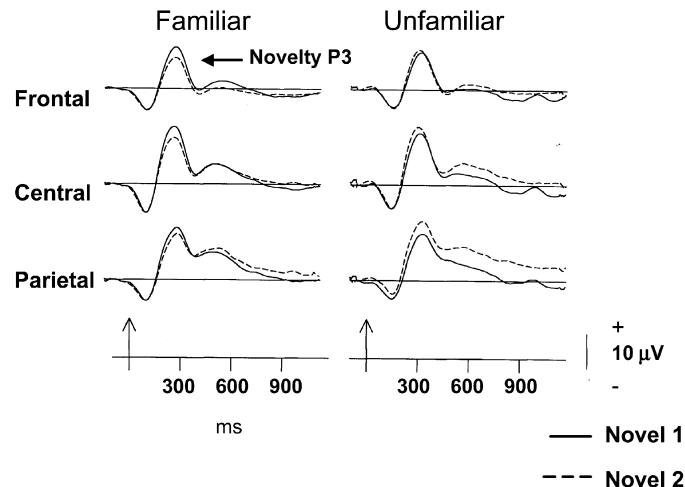 Familiar Unfamiliar
Novelty P3
Frontal
Central
Parietal
+
10 µV
-
300 600 900 300 600 900
ms
Novel 1
Novel 2